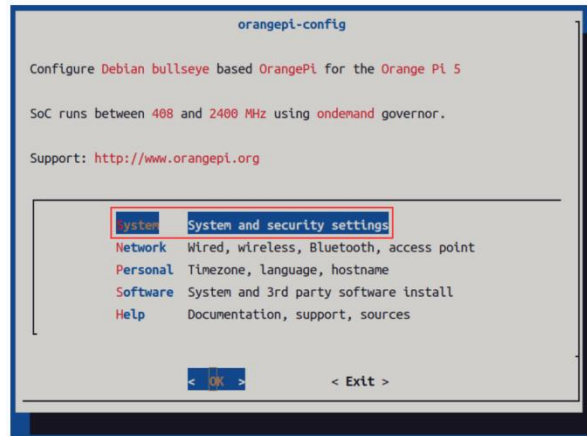 orangepi-config
Configure Debian bullseye based OrangePi for the Orange Pi 5
SoC runs between 408 and 2400 MHz using ondemand governor.
Support: http://www.orangepi.org
System System and security settings
Network Wired, wireless, Bluetooth, access point
Personal Timezone, language, hostname
Software System and 3rd party software install
Help Documentation, support, sources
< OK > < Exit >